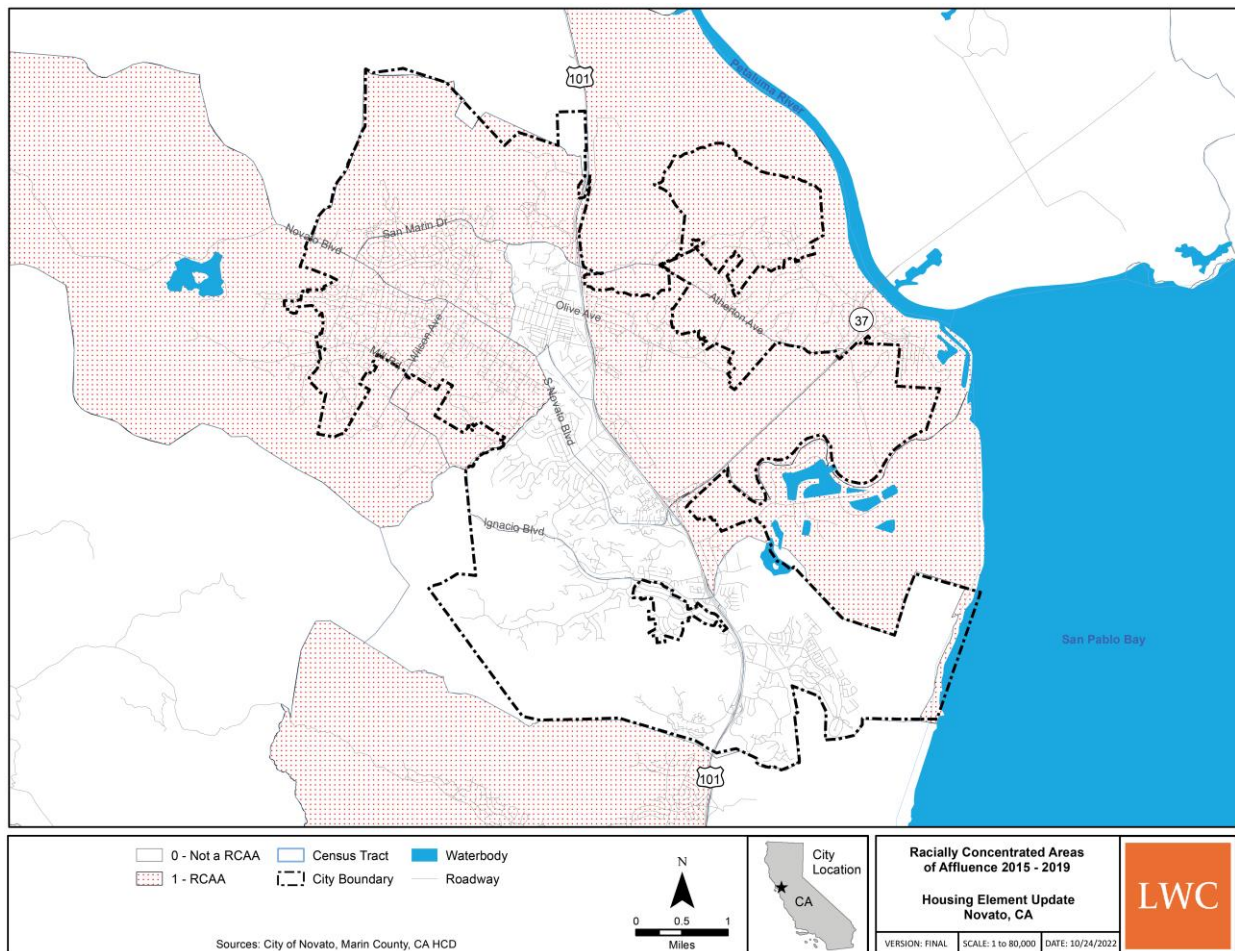 101
Petaluma River
San Marin Dr
Novato Blvd
Olive Ave
Atherton Ave
37
Wilson Ave
Mill Rd
S Novato Blvd
Ignacio Blvd
San Pablo Bay
101
0 - Not a RCAA
Census Tract
Waterbody
1 - RCAA
City Boundary
Roadway
Sources: City of Novato, Marin County, CA HCD
N
0 0.5 1
Miles
City
Location
CA
Racially Concentrated Areas
of Affluence 2015 - 2019
Housing Element Update
Novato, CA
VERSION: FINAL SCALE: 1 to 80,000 DATE: 10/24/2022
LWC